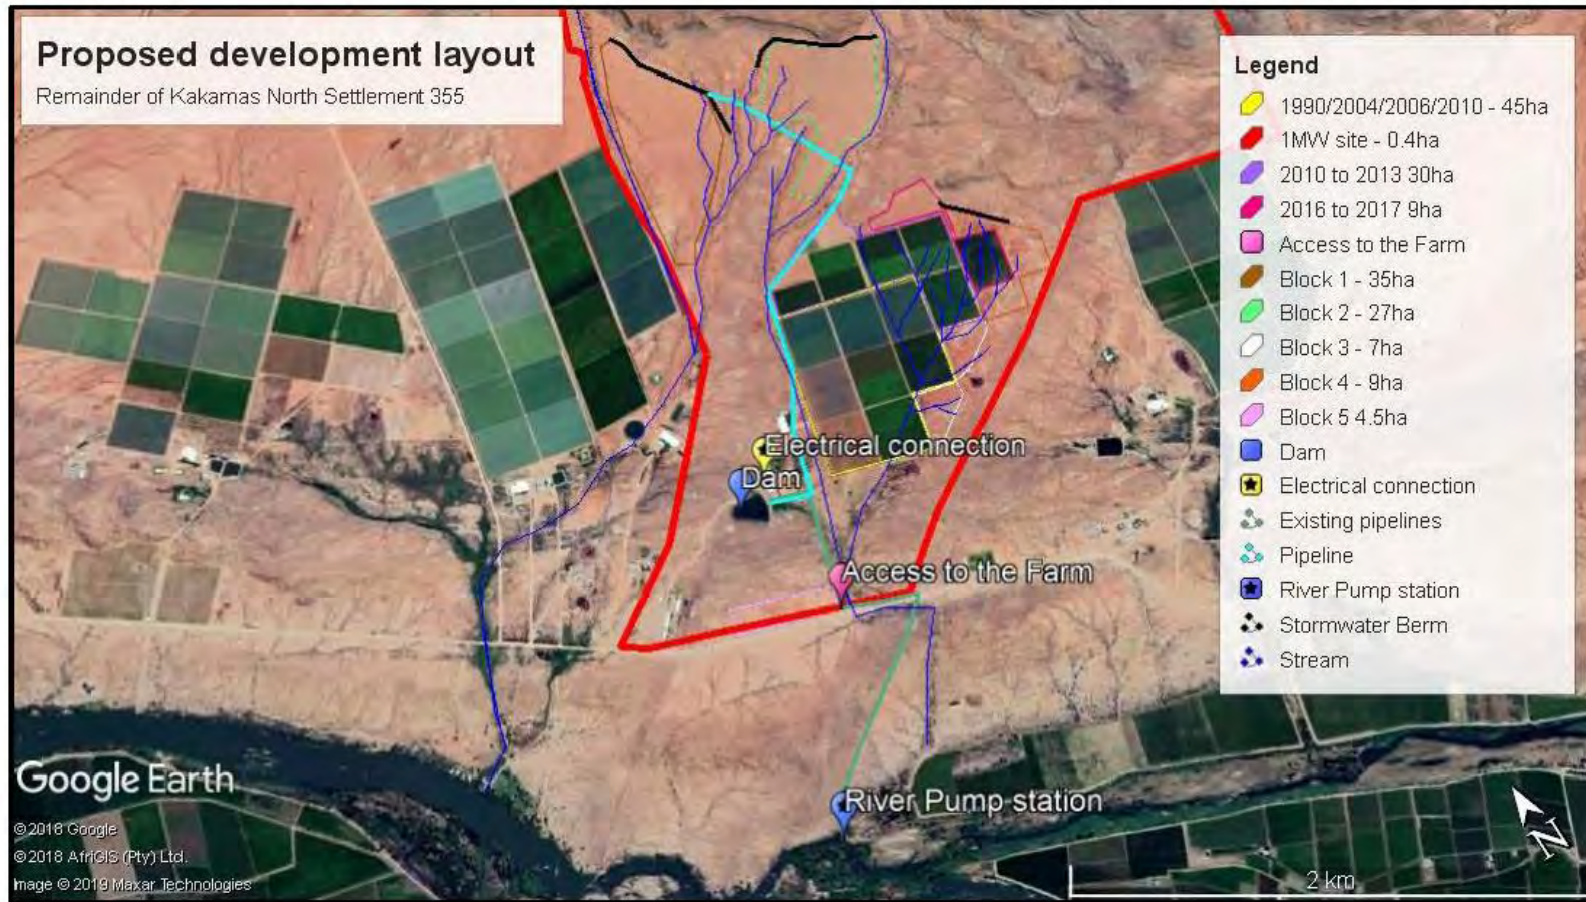 Proposed development layout
Remainder of Kakamas North Settlement 355
Legend
1990/2004/2006/2010 - 45ha
1MW site - 0.4ha
2010 to 2013 30ha
2016 to 2017 9ha
Access to the Farm
Block 1 - 35ha
Block 2 - 27ha
Block 3 - 7ha
Block 4 - 9ha
Block 5 4.5ha
Dam
Electrical connection
Existing pipelines
Pipeline
River Pump station
Stormwater Berm
Stream
Electrical connection
Dam
Access to the Farm
River Pump station
Google Earth
© 2018 Google
© 2018 AfriGIS (Pty) Ltd.
Image © 2019 Maxar Technologies
N
2 km